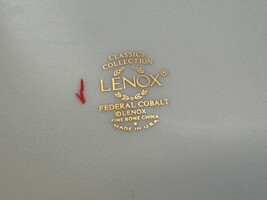 CLASSICS
COLLECTION
LENOX®
FEDERAL COBALT
©LENOX
FINE BONE CHINA
MADE IN U.S.A.